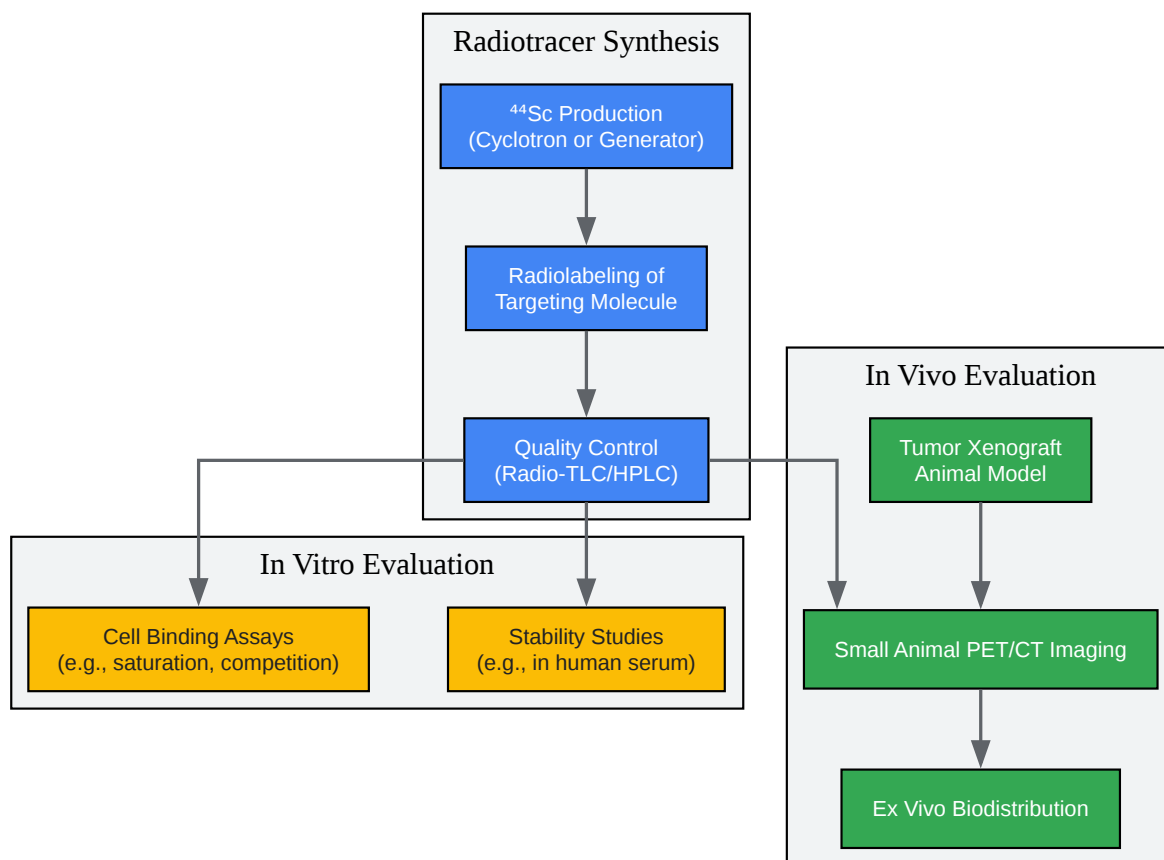 Radiotracer Synthesis
⁴⁴Sc Production
(Cyclotron or Generator)
Radiolabeling of
Targeting Molecule
Quality Control
(Radio-TLC/HPLC)
In Vitro Evaluation
Cell Binding Assays
(e.g., saturation, competition)
Stability Studies
(e.g., in human serum)
In Vivo Evaluation
Tumor Xenograft
Animal Model
Small Animal PET/CT Imaging
Ex Vivo Biodistribution